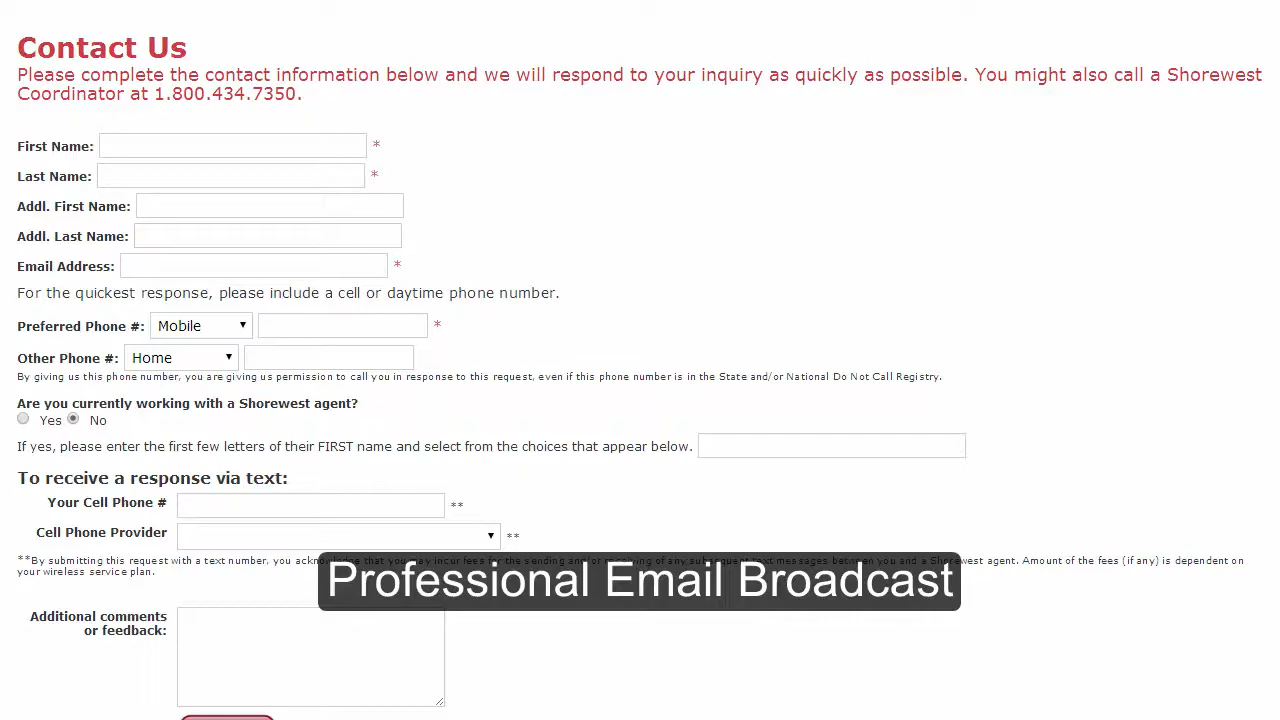 Contact Us
Please complete the contact information below and we will respond to your inquiry as quickly as possible. You might also call a Shorewest
Coordinator at 1.800.434.7350.
First Name: *
Last Name: *
Addl. First Name:
Addl. Last Name:
Email Address: *
For the quickest response, please include a cell or daytime phone number.
Preferred Phone #: Mobile *
Other Phone #: Home
By giving us this phone number, you are giving us permission to call you in response to this request, even if this phone number is in the State and/or National Do Not Call Registry.
Are you currently working with a Shorewest agent?
Yes No
If yes, please enter the first few letters of their FIRST name and select from the choices that appear below.
To receive a response via text:
Your Cell Phone # **
Cell Phone Provider **
**By submitting this request with a text number, you acknowledge that you may incur fees for the sending and/or receiving of any subsequent text messages between you and a Shorewest agent. Amount of the fees (if any) is dependent on
your wireless service plan.
Professional Email Broadcast
Additional comments
or feedback: